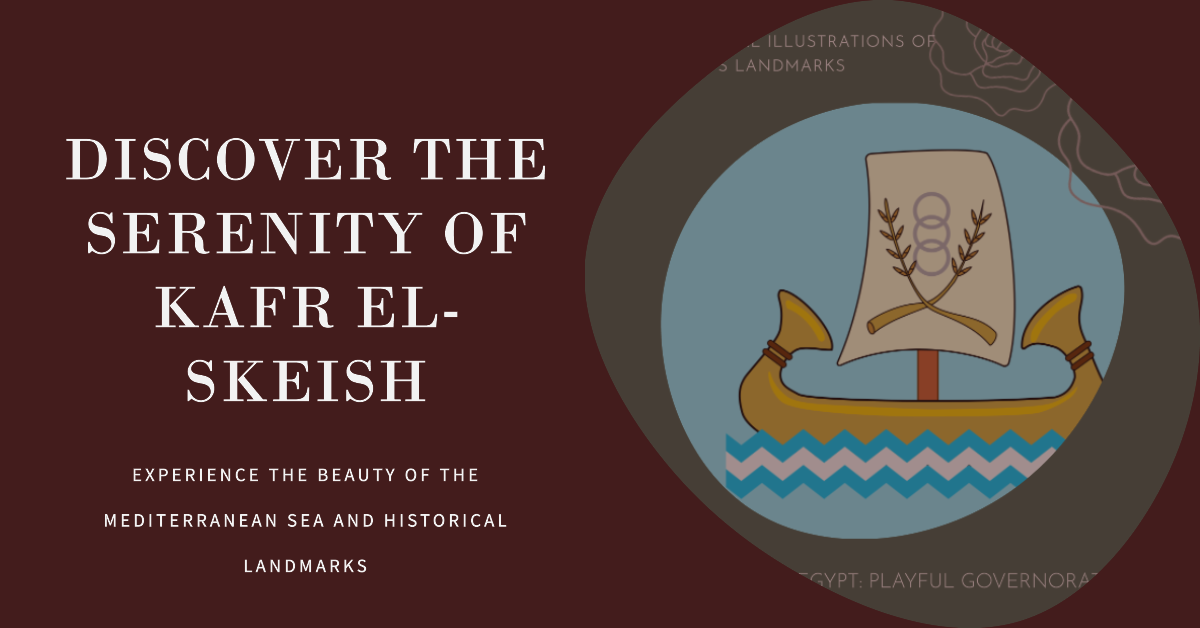 DISCOVER THE
SERENITY OF
KAFR EL-
SKEISH
EXPERIENCE THE BEAUTY OF THE
MEDITERRANEAN SEA AND HISTORICAL
LANDMARKS
ILLUSTRATIONS OF
LANDMARKS
EGYPT: PLAYFUL